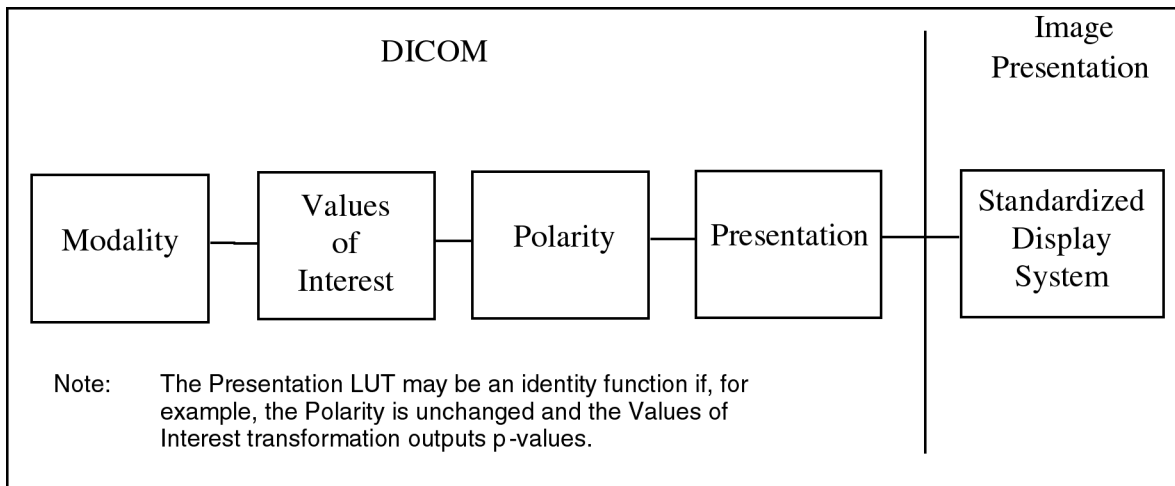 DICOM
Image
Presentation
Modality
Values
of
Interest
Polarity
Presentation
Standardized
Display
System
Note: The Presentation LUT may be an identity function if, for
example, the Polarity is unchanged and the Values of
Interest transformation outputs p-values.